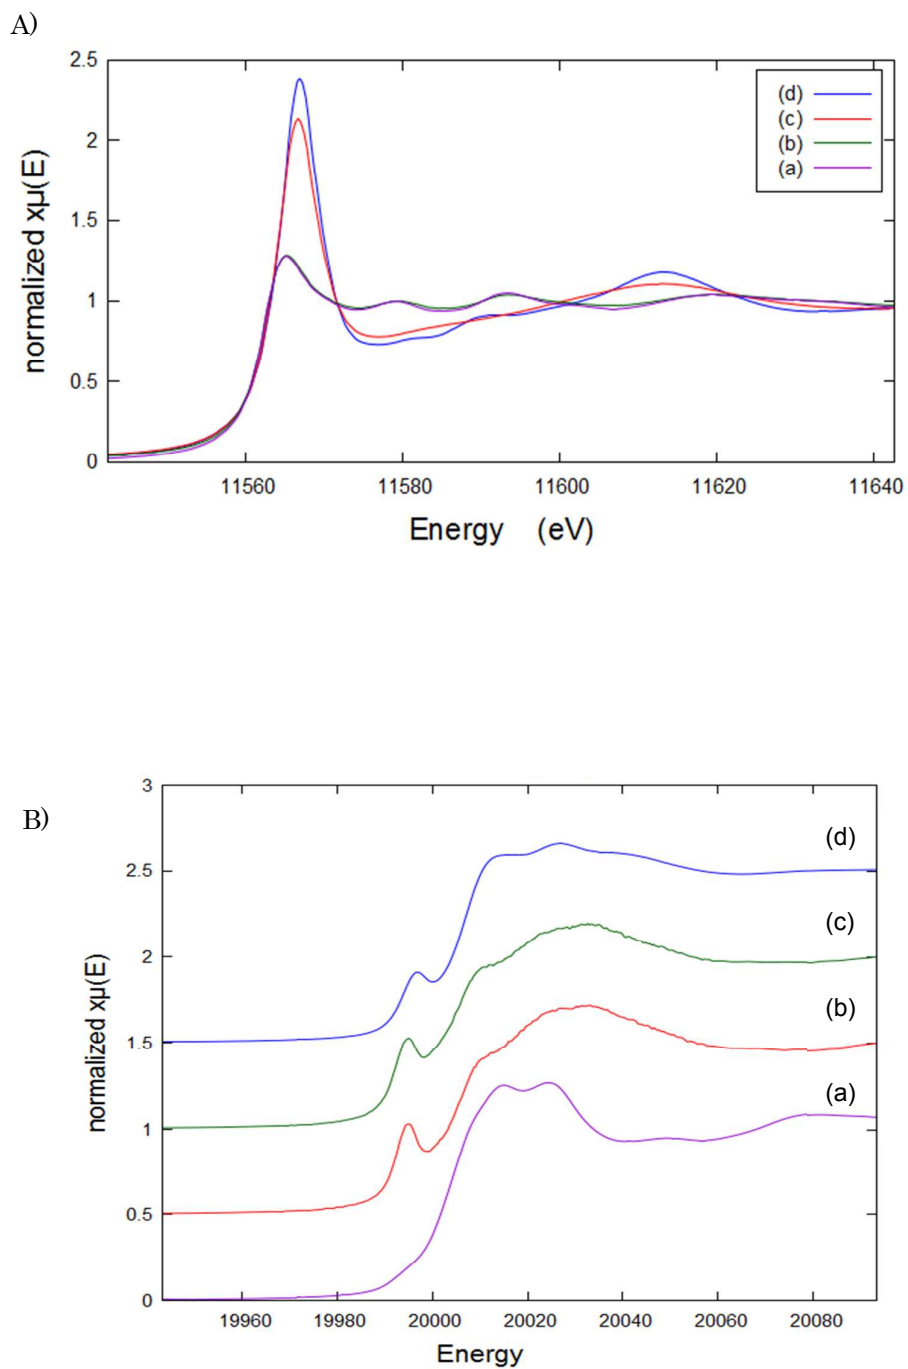 A)
2.5
2
1.5
1
0.5
0
normalized xμ(E)
(d)
(c)
(b)
(a)
11560 11580 11600 11620 11640
Energy (eV)
B)
3
2.5
2
1.5
1
0.5
0
normalized xμ(E)
(d)
(c)
(b)
(a)
19960 19980 20000 20020 20040 20060 20080
Energy